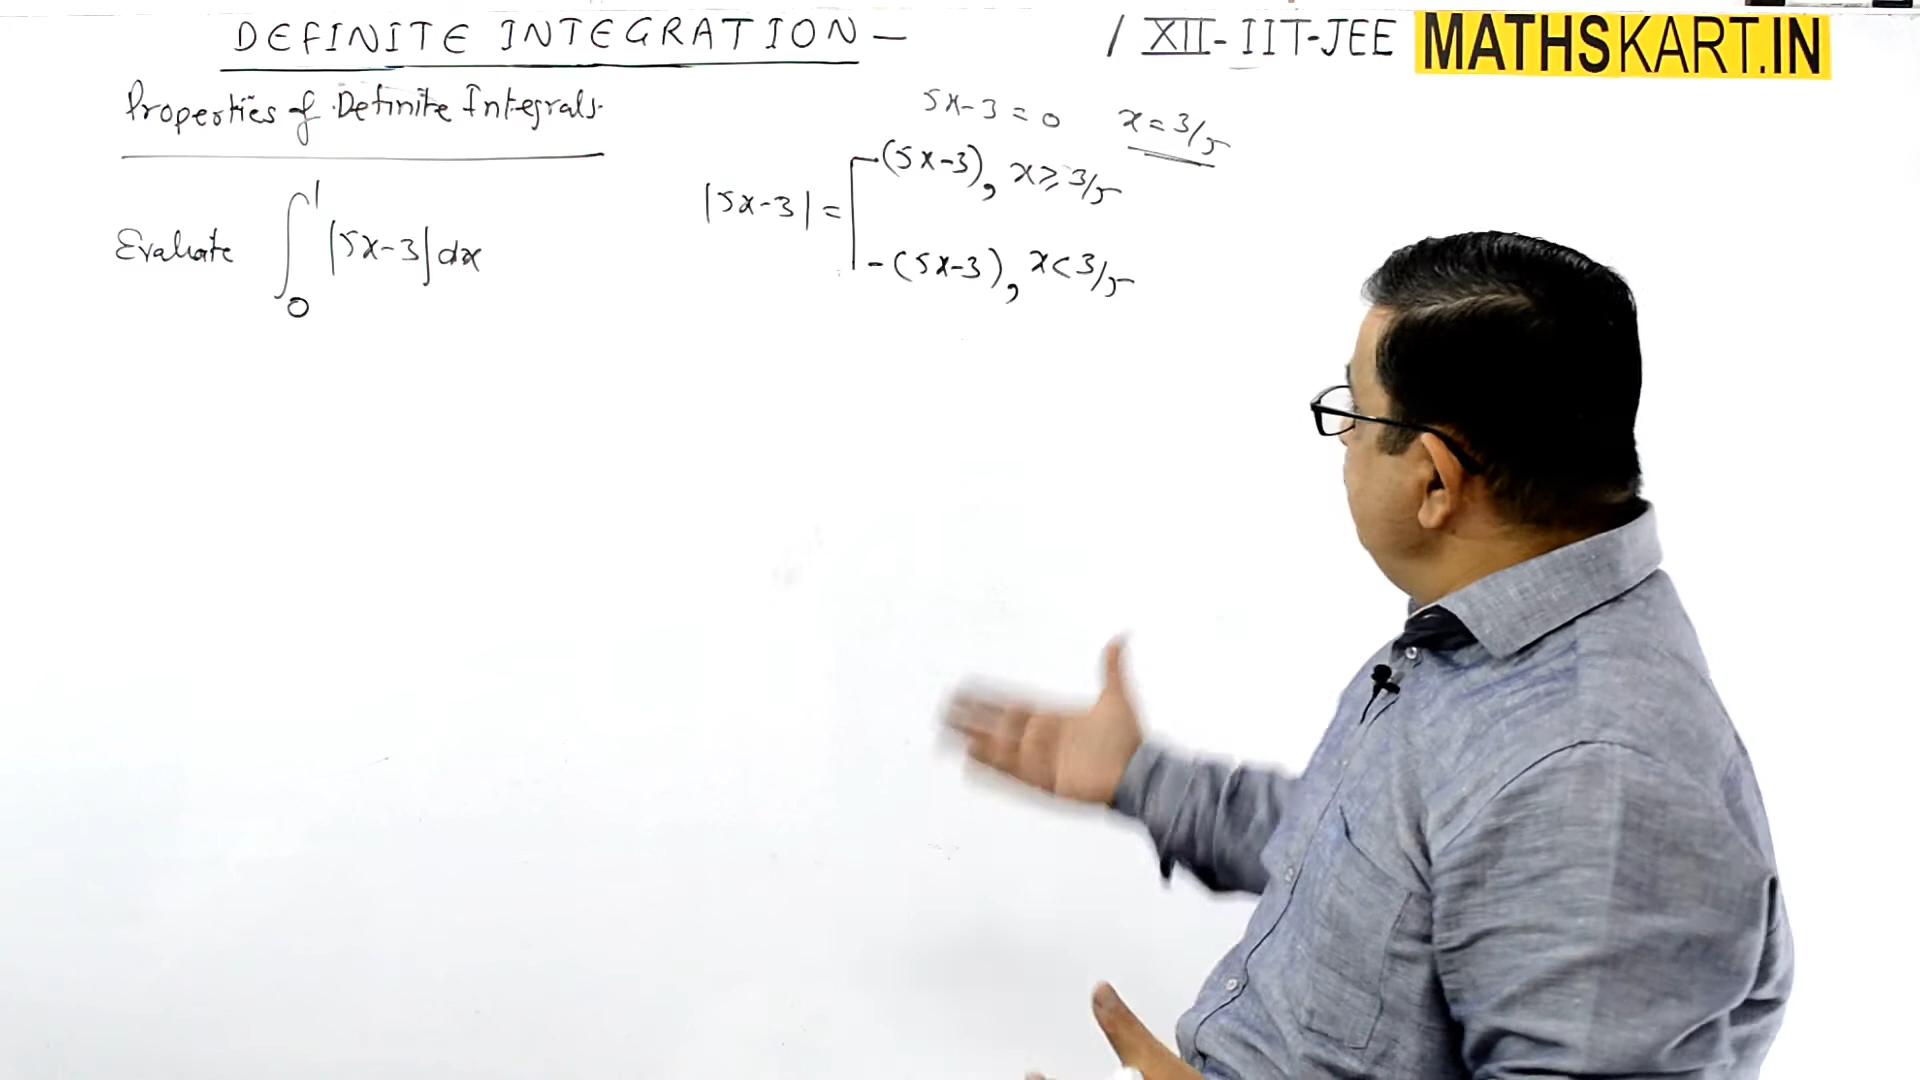 DEFINITE INTEGRATION - / XII - IIT-JEE MATHSKART.IN
Properties of Definite Integrals.
5x-3=0 x=3/5
|5x-3| = (5x-3), x≥3/5
-(5x-3), x<3/5
Evaluate ∫₀¹ |5x-3| dx